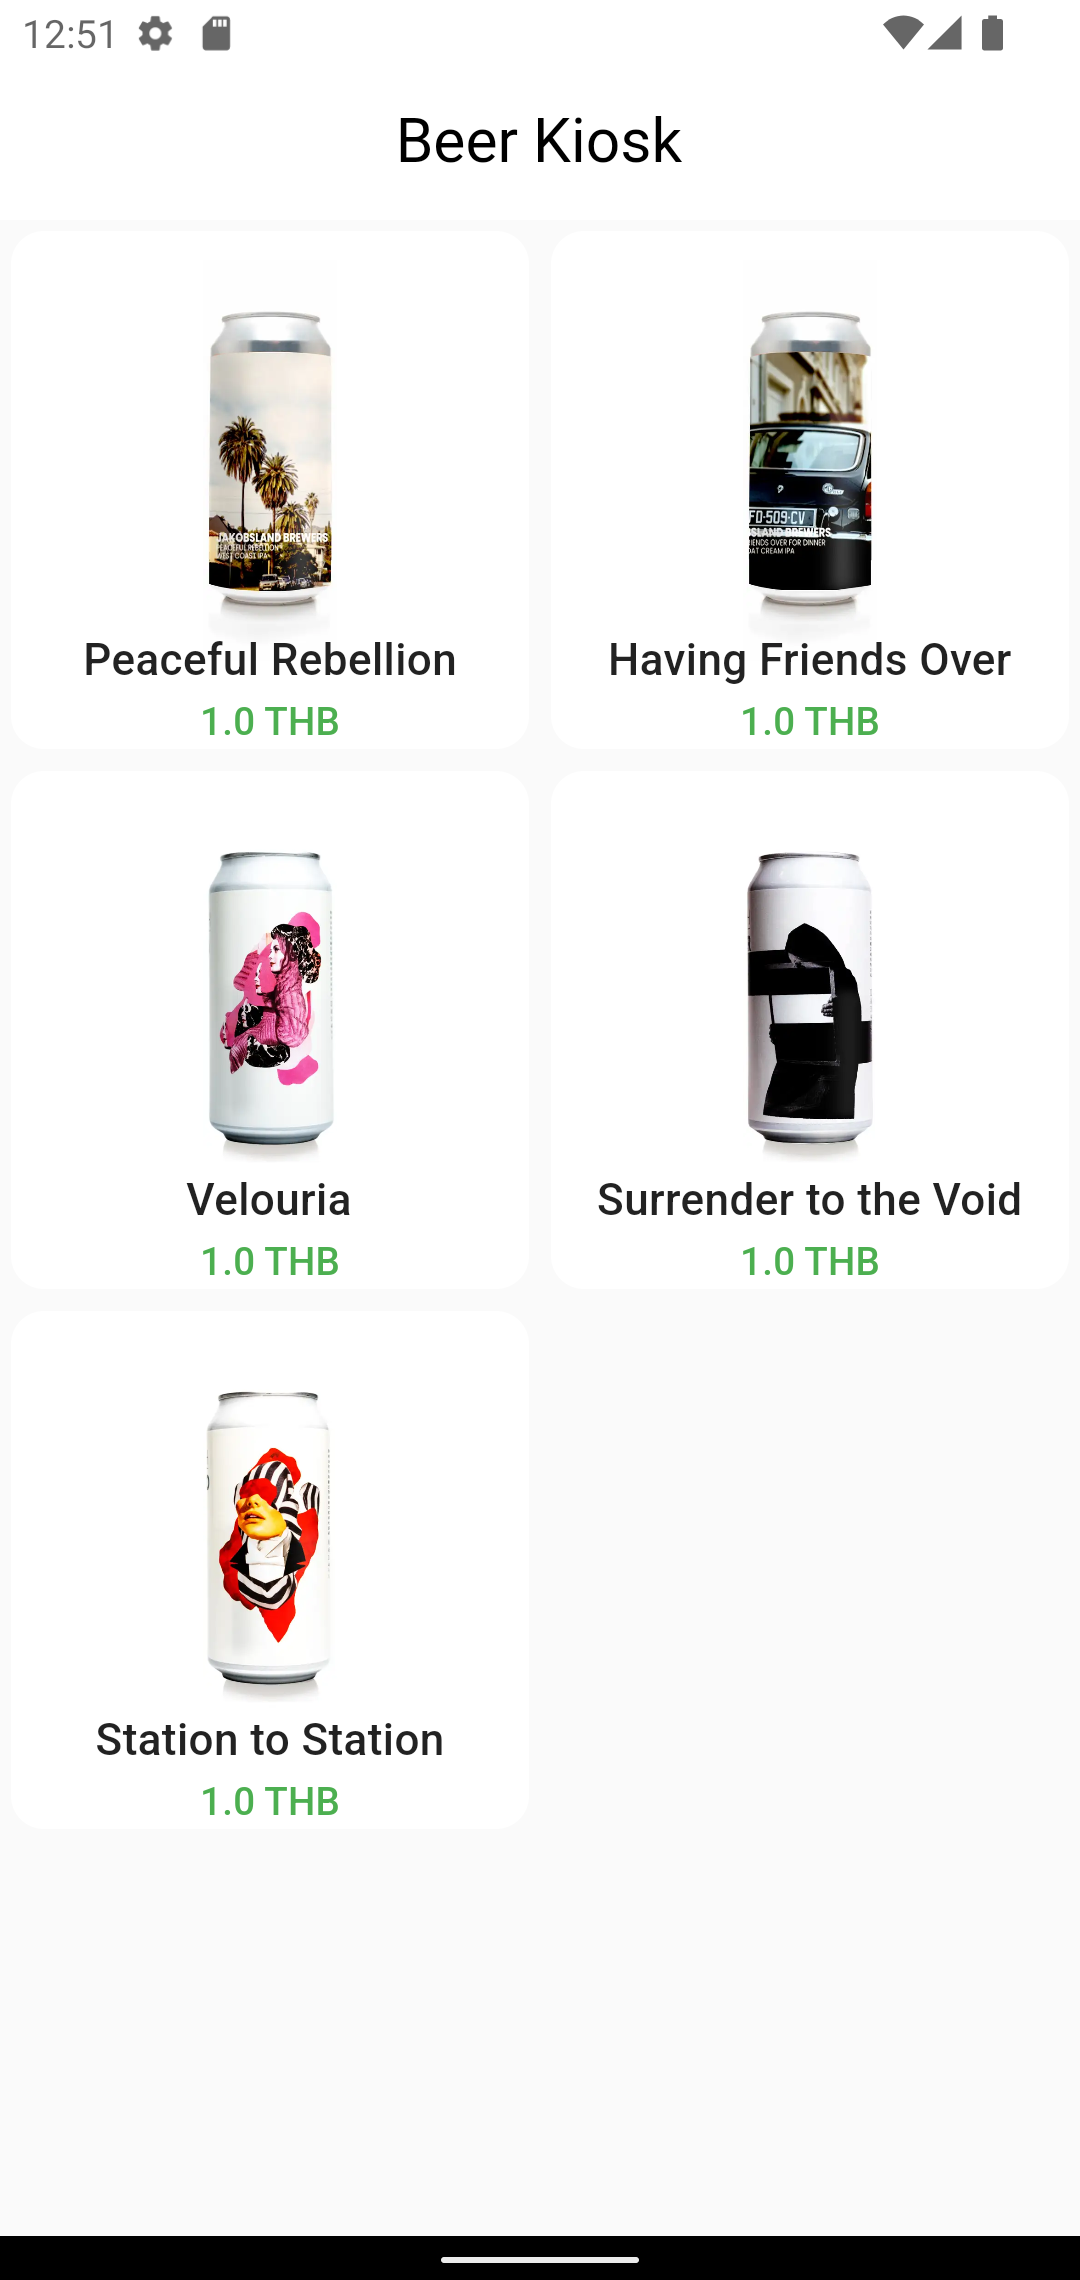 12:51
Beer Kiosk
JAKOBSLAND BREWERS
PEACEFUL REBELLION
WEST COAST IPA
FD-509-CV
SLAND BREWERS
IENDS OVER FOR DINNER
OAT CREAM IPA
Peaceful Rebellion
Having Friends Over
1.0 THB
1.0 THB
Velouria
Surrender to the Void
1.0 THB
1.0 THB
Station to Station
1.0 THB